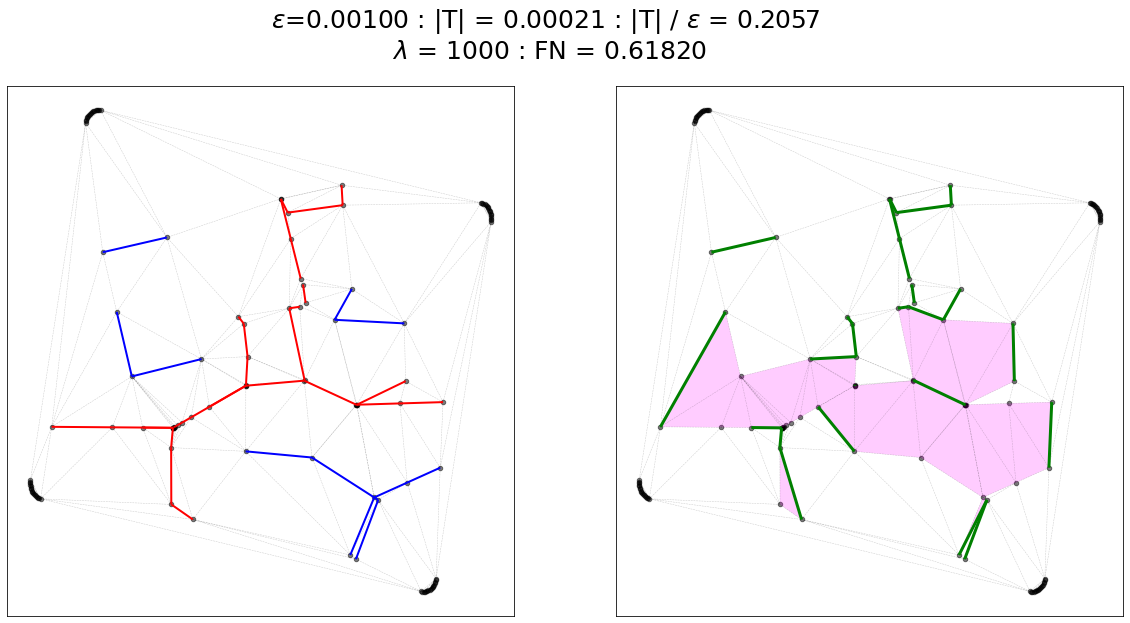 ε=0.00100 : |T| = 0.00021 : |T| / ε = 0.2057
λ = 1000 : FN = 0.61820